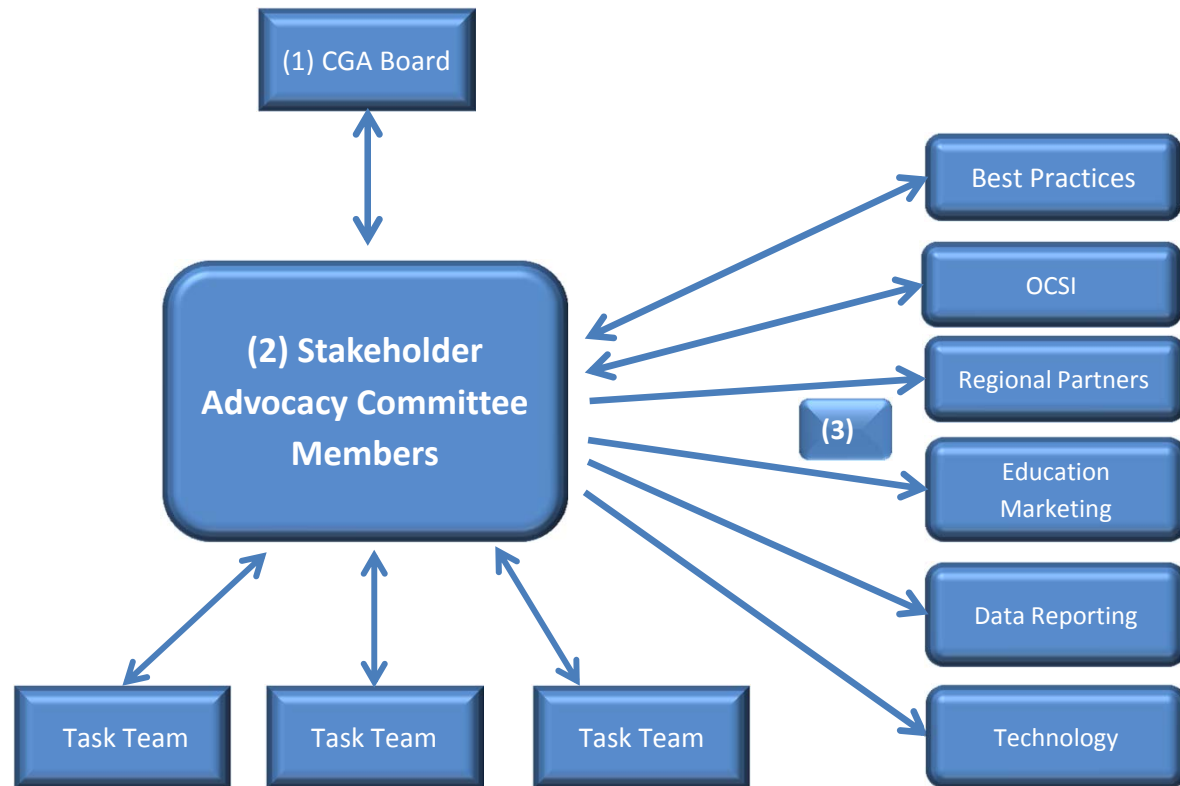 (1) CGA Board
Best Practices
OCSI
(2) Stakeholder
Advocacy Committee
Members
Regional Partners
(3)
Education
Marketing
Data Reporting
Task Team
Task Team
Task Team
Technology